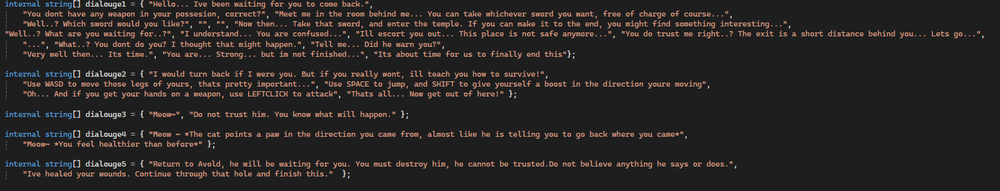 internal string[] dialouge1 = { "Hello... Ive been waiting for you to come back.",
"You dont have any weapon in your possesion, correct?", "Meet me in the room behind me... You can take whichever sword you want, free of charge of course...",
"Well..? Which sword would you like?", "", "", "Now then... Take that sword, and enter the temple. If you can make it to the end, you might find something interesting...",
"Well..? What are you waiting for..?", "I understand... You are confused...", "Ill escort you out... This place is not safe anymore...", "You do trust me right..? The exit is a short distance behind you... Lets go...",
"...", "What..? You dont do you? I thought that might happen.", "Tell me... Did he warn you?",
"Very well then... Its time.", "You are... Strong... but im not finished...", "Its about time for us to finally end this"};
internal string[] dialouge2 = { "I would turn back if I were you. But if you really wont, ill teach you how to survive!",
"Use WASD to move those legs of yours, thats pretty important...", "Use SPACE to jump, and SHIFT to give yourself a boost in the direction youre moving",
"Oh... And if you get your hands on a weapon, use LEFTCLICK to attack", "Thats all... Now get out of here!" };
internal string[] dialouge3 = { "Meow~", "Do not trust him. You know what will happen." };
internal string[] dialouge4 = { "Meow ~ *The cat points a paw in the direction you came from, almost like he is telling you to go back where you came*",
"Meow~ *You feel healthier than before*" };
internal string[] dialouge5 = { "Return to Avold, he will be waiting for you. You must destroy him, he cannot be trusted.Do not believe anything he says or does.",
"Ive healed your wounds. Continue through that hole and finish this."  };